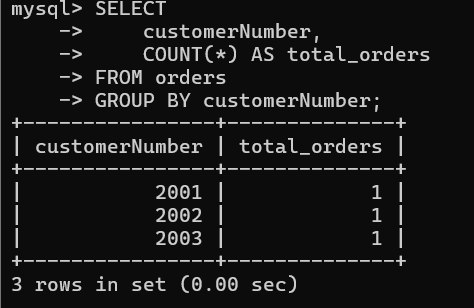 mysql> SELECT
    ->     customerNumber,
    ->     COUNT(*) AS total_orders
    -> FROM orders
    -> GROUP BY customerNumber;
+----------------+--------------+
| customerNumber | total_orders |
+----------------+--------------+
|           2001 |            1 |
|           2002 |            1 |
|           2003 |            1 |
+----------------+--------------+
3 rows in set (0.00 sec)